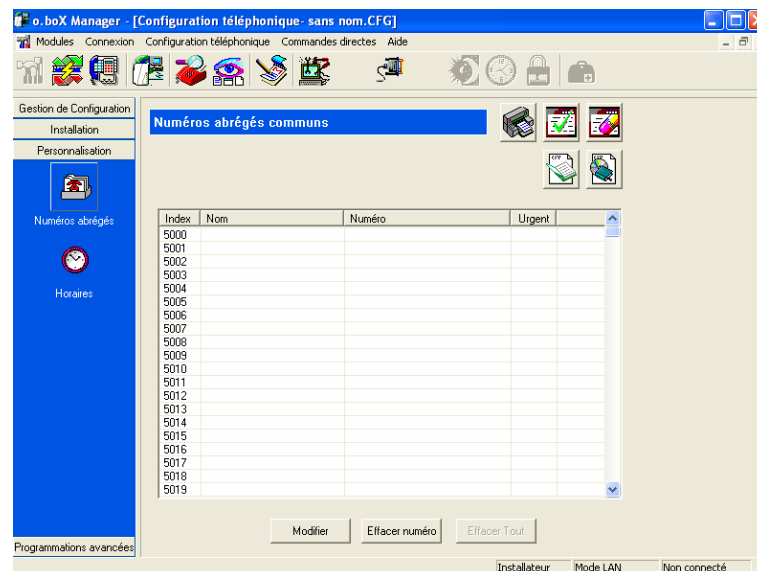 o.boX Manager - [Configuration téléphonique- sans nom.CFG]
Modules Connexion Configuration téléphonique Commandes directes Aide
Gestion de Configuration
Installation
Personnalisation
Numéros abrégés
Horaires
Programmations avancées
Numéros abrégés communs
Index Nom Numéro Urgent
5000
5001
5002
5003
5004
5005
5006
5007
5008
5009
5010
5011
5012
5013
5014
5015
5016
5017
5018
5019
Modifier Effacer numéro Effacer Tout
Installateur Mode LAN Non connecté